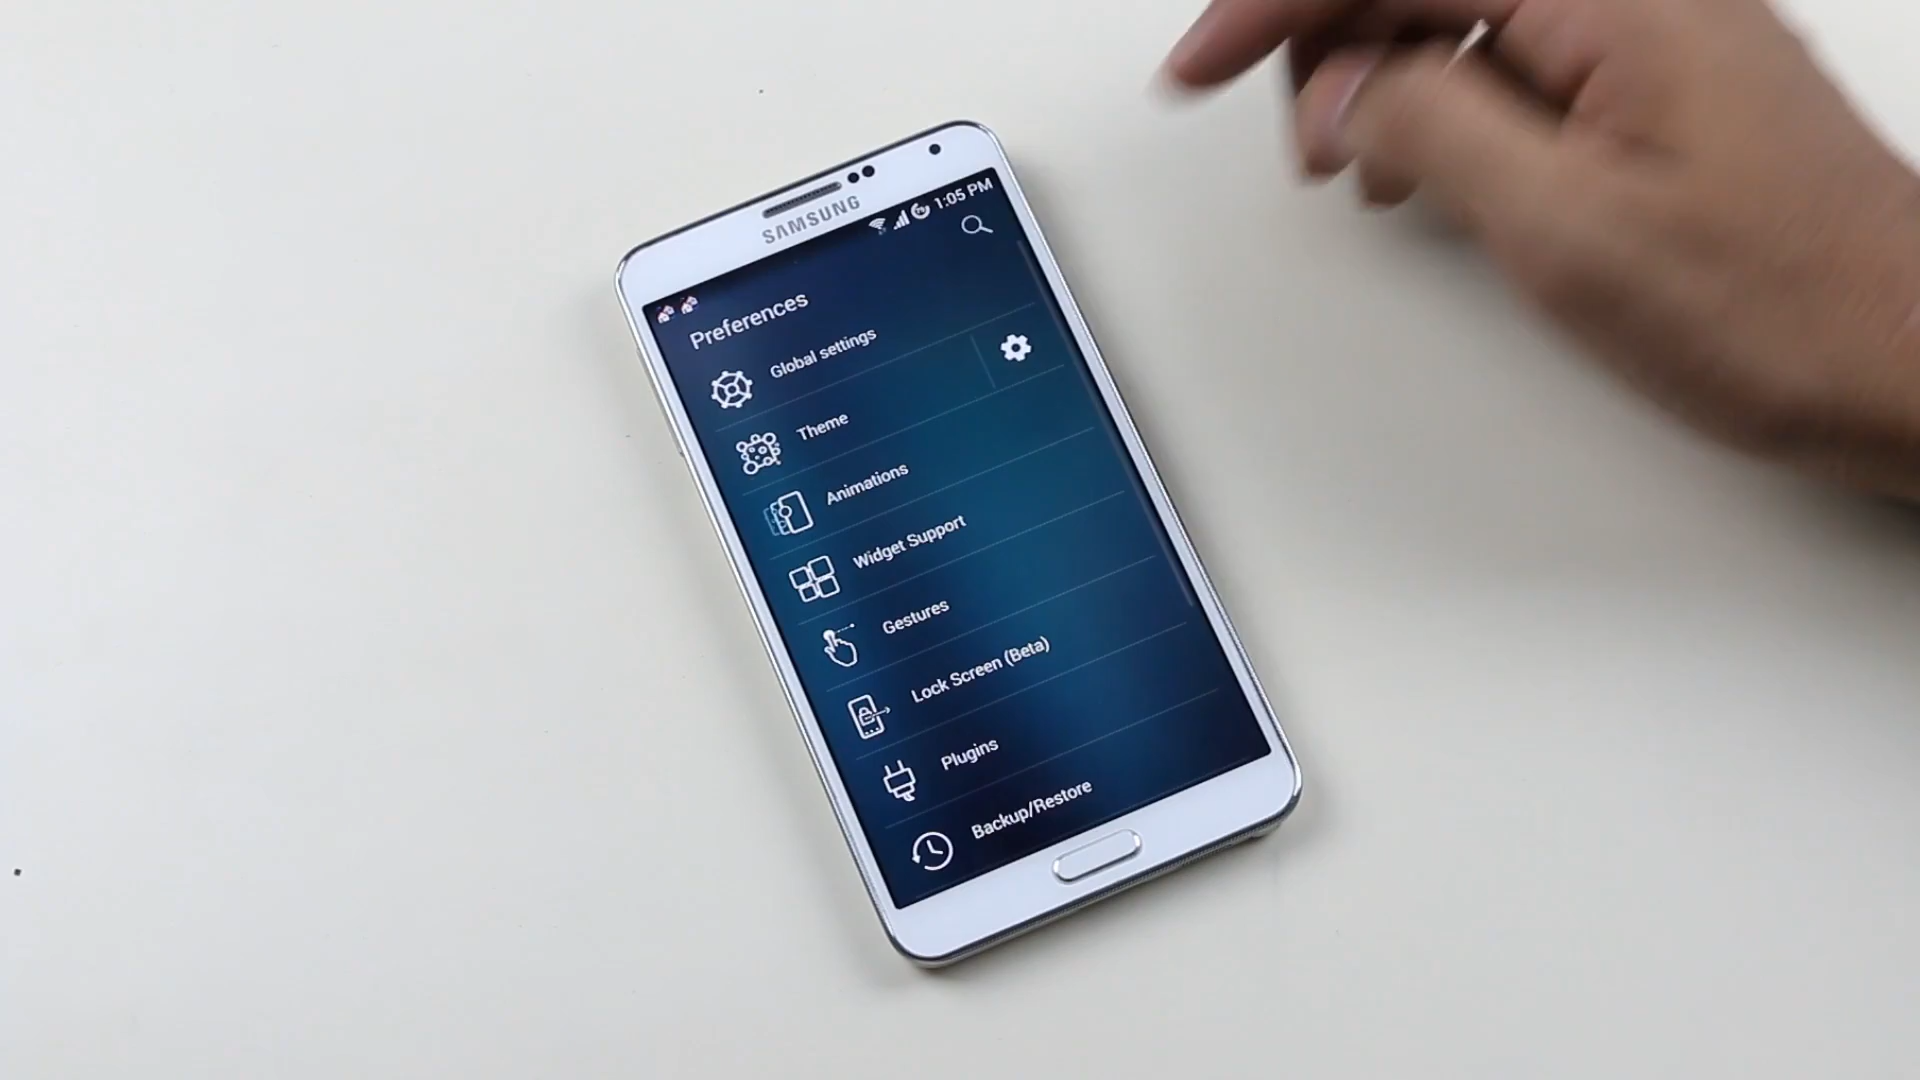 SAMSUNG
1:05 PM
Preferences
Global settings
Theme
Animations
Widget Support
Gestures
Lock Screen (Beta)
Plugins
Backup/Restore